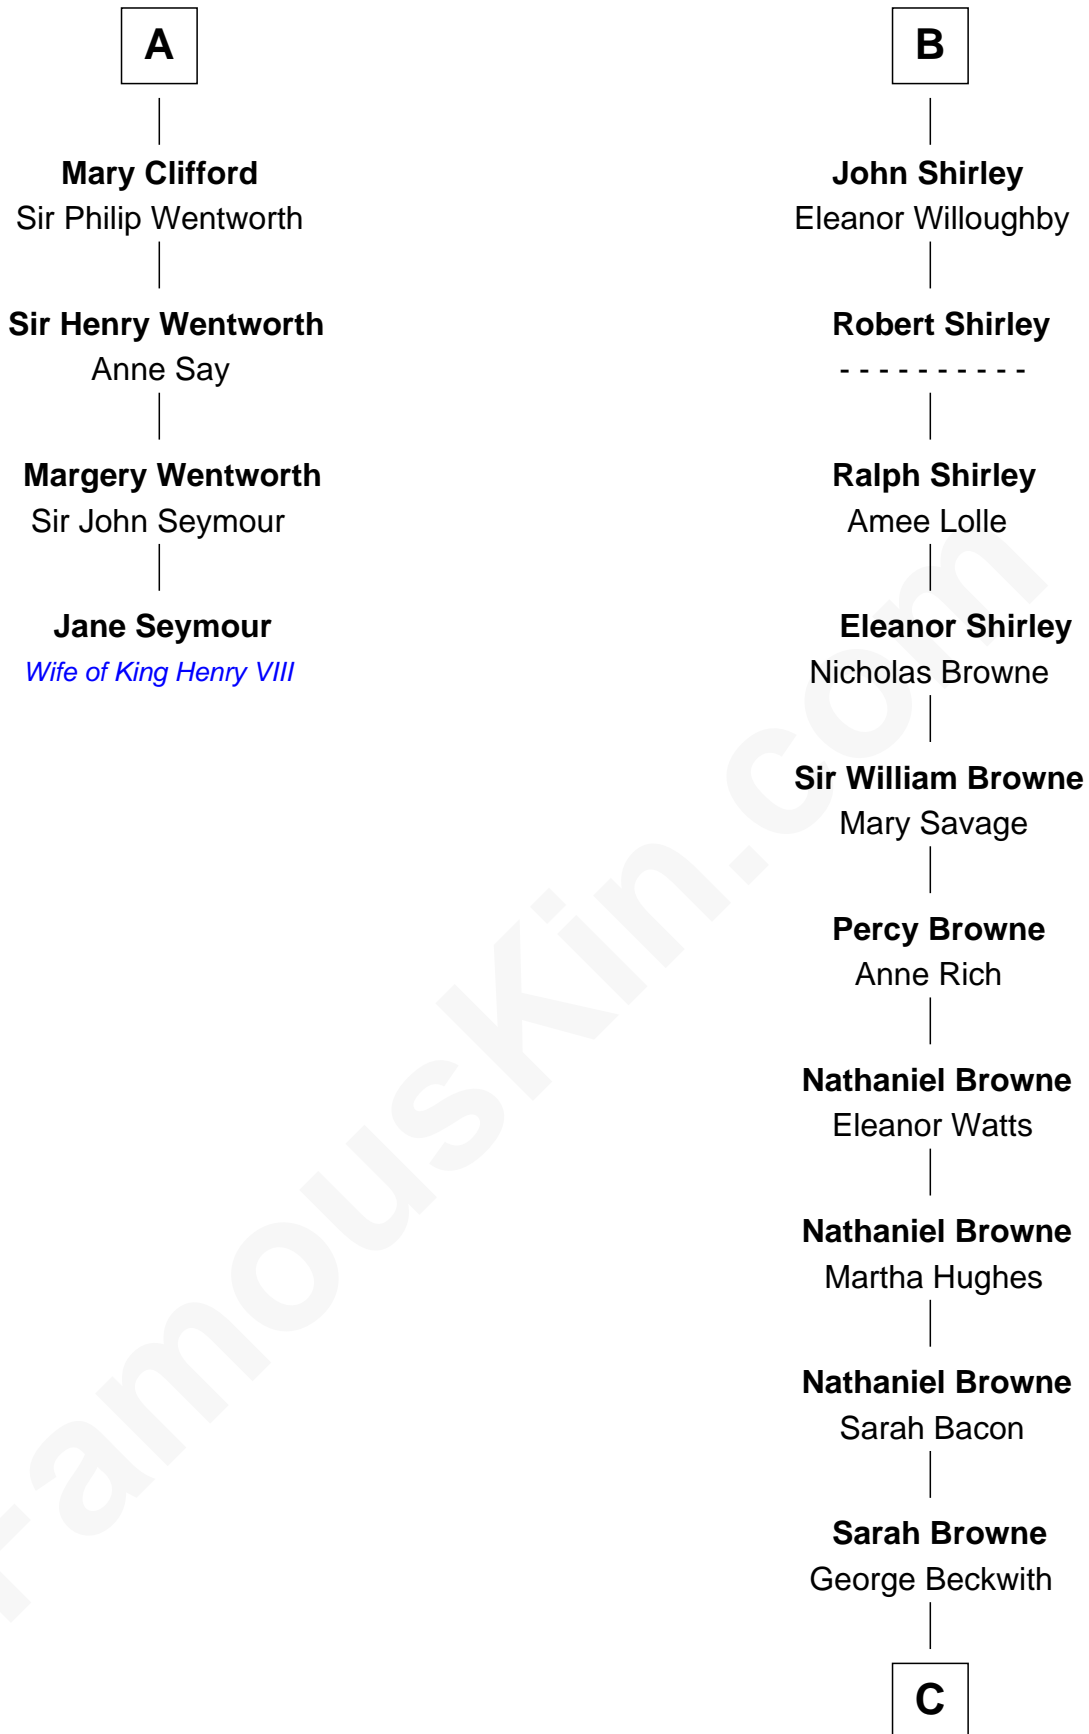 A
Mary Clifford
Sir Philip Wentworth
Sir Henry Wentworth
Anne Say
Margery Wentworth
Sir John Seymour
Jane Seymour
Wife of King Henry VIII
B
John Shirley
Eleanor Willoughby
Robert Shirley
- - - - - - - - - -
Ralph Shirley
Amee Lolle
Eleanor Shirley
Nicholas Browne
Sir William Browne
Mary Savage
Percy Browne
Anne Rich
Nathaniel Browne
Eleanor Watts
Nathaniel Browne
Martha Hughes
Nathaniel Browne
Sarah Bacon
Sarah Browne
George Beckwith
C
FamousKin.com